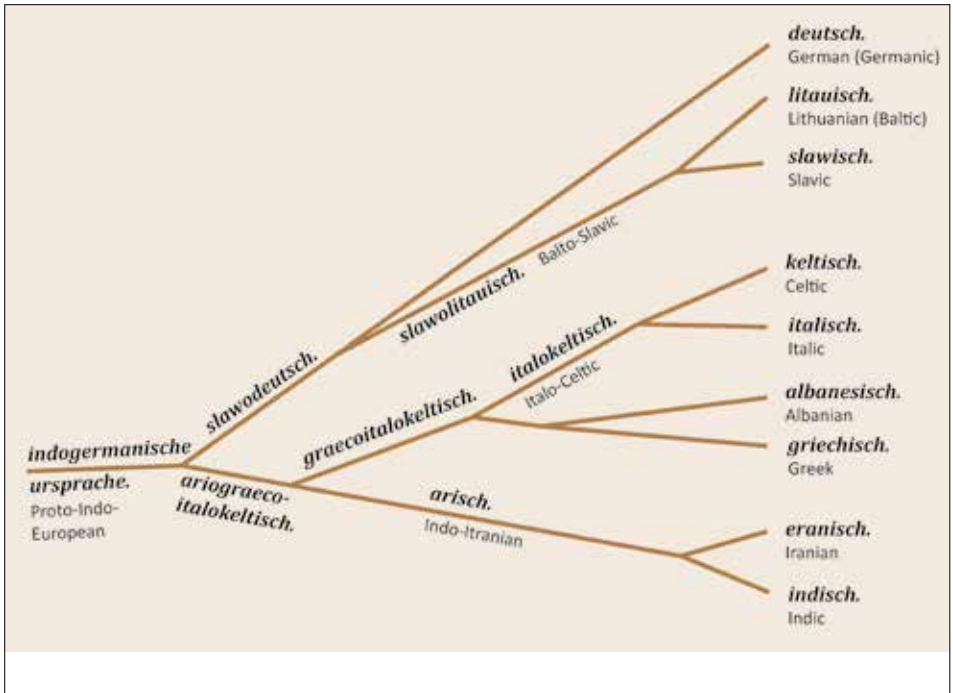 deutsch.
German (Germanic)
litauisch.
Lithuanian (Baltic)
slawisch.
Slavic
Balto-Slavic
slawolitauisch.
keltisch.
Celtic
italisch.
Italic
italokeltisch.
Italo-Celtic
slawodeutsch.
graecoitalokeltisch.
albanesisch.
Albanian
griechisch.
Greek
indogermanische
ursprache.
Proto-Indo-
European
ariograeco-
italokeltisch.
arisch.
Indo-Itranian
eranisch.
Iranian
indisch.
Indic